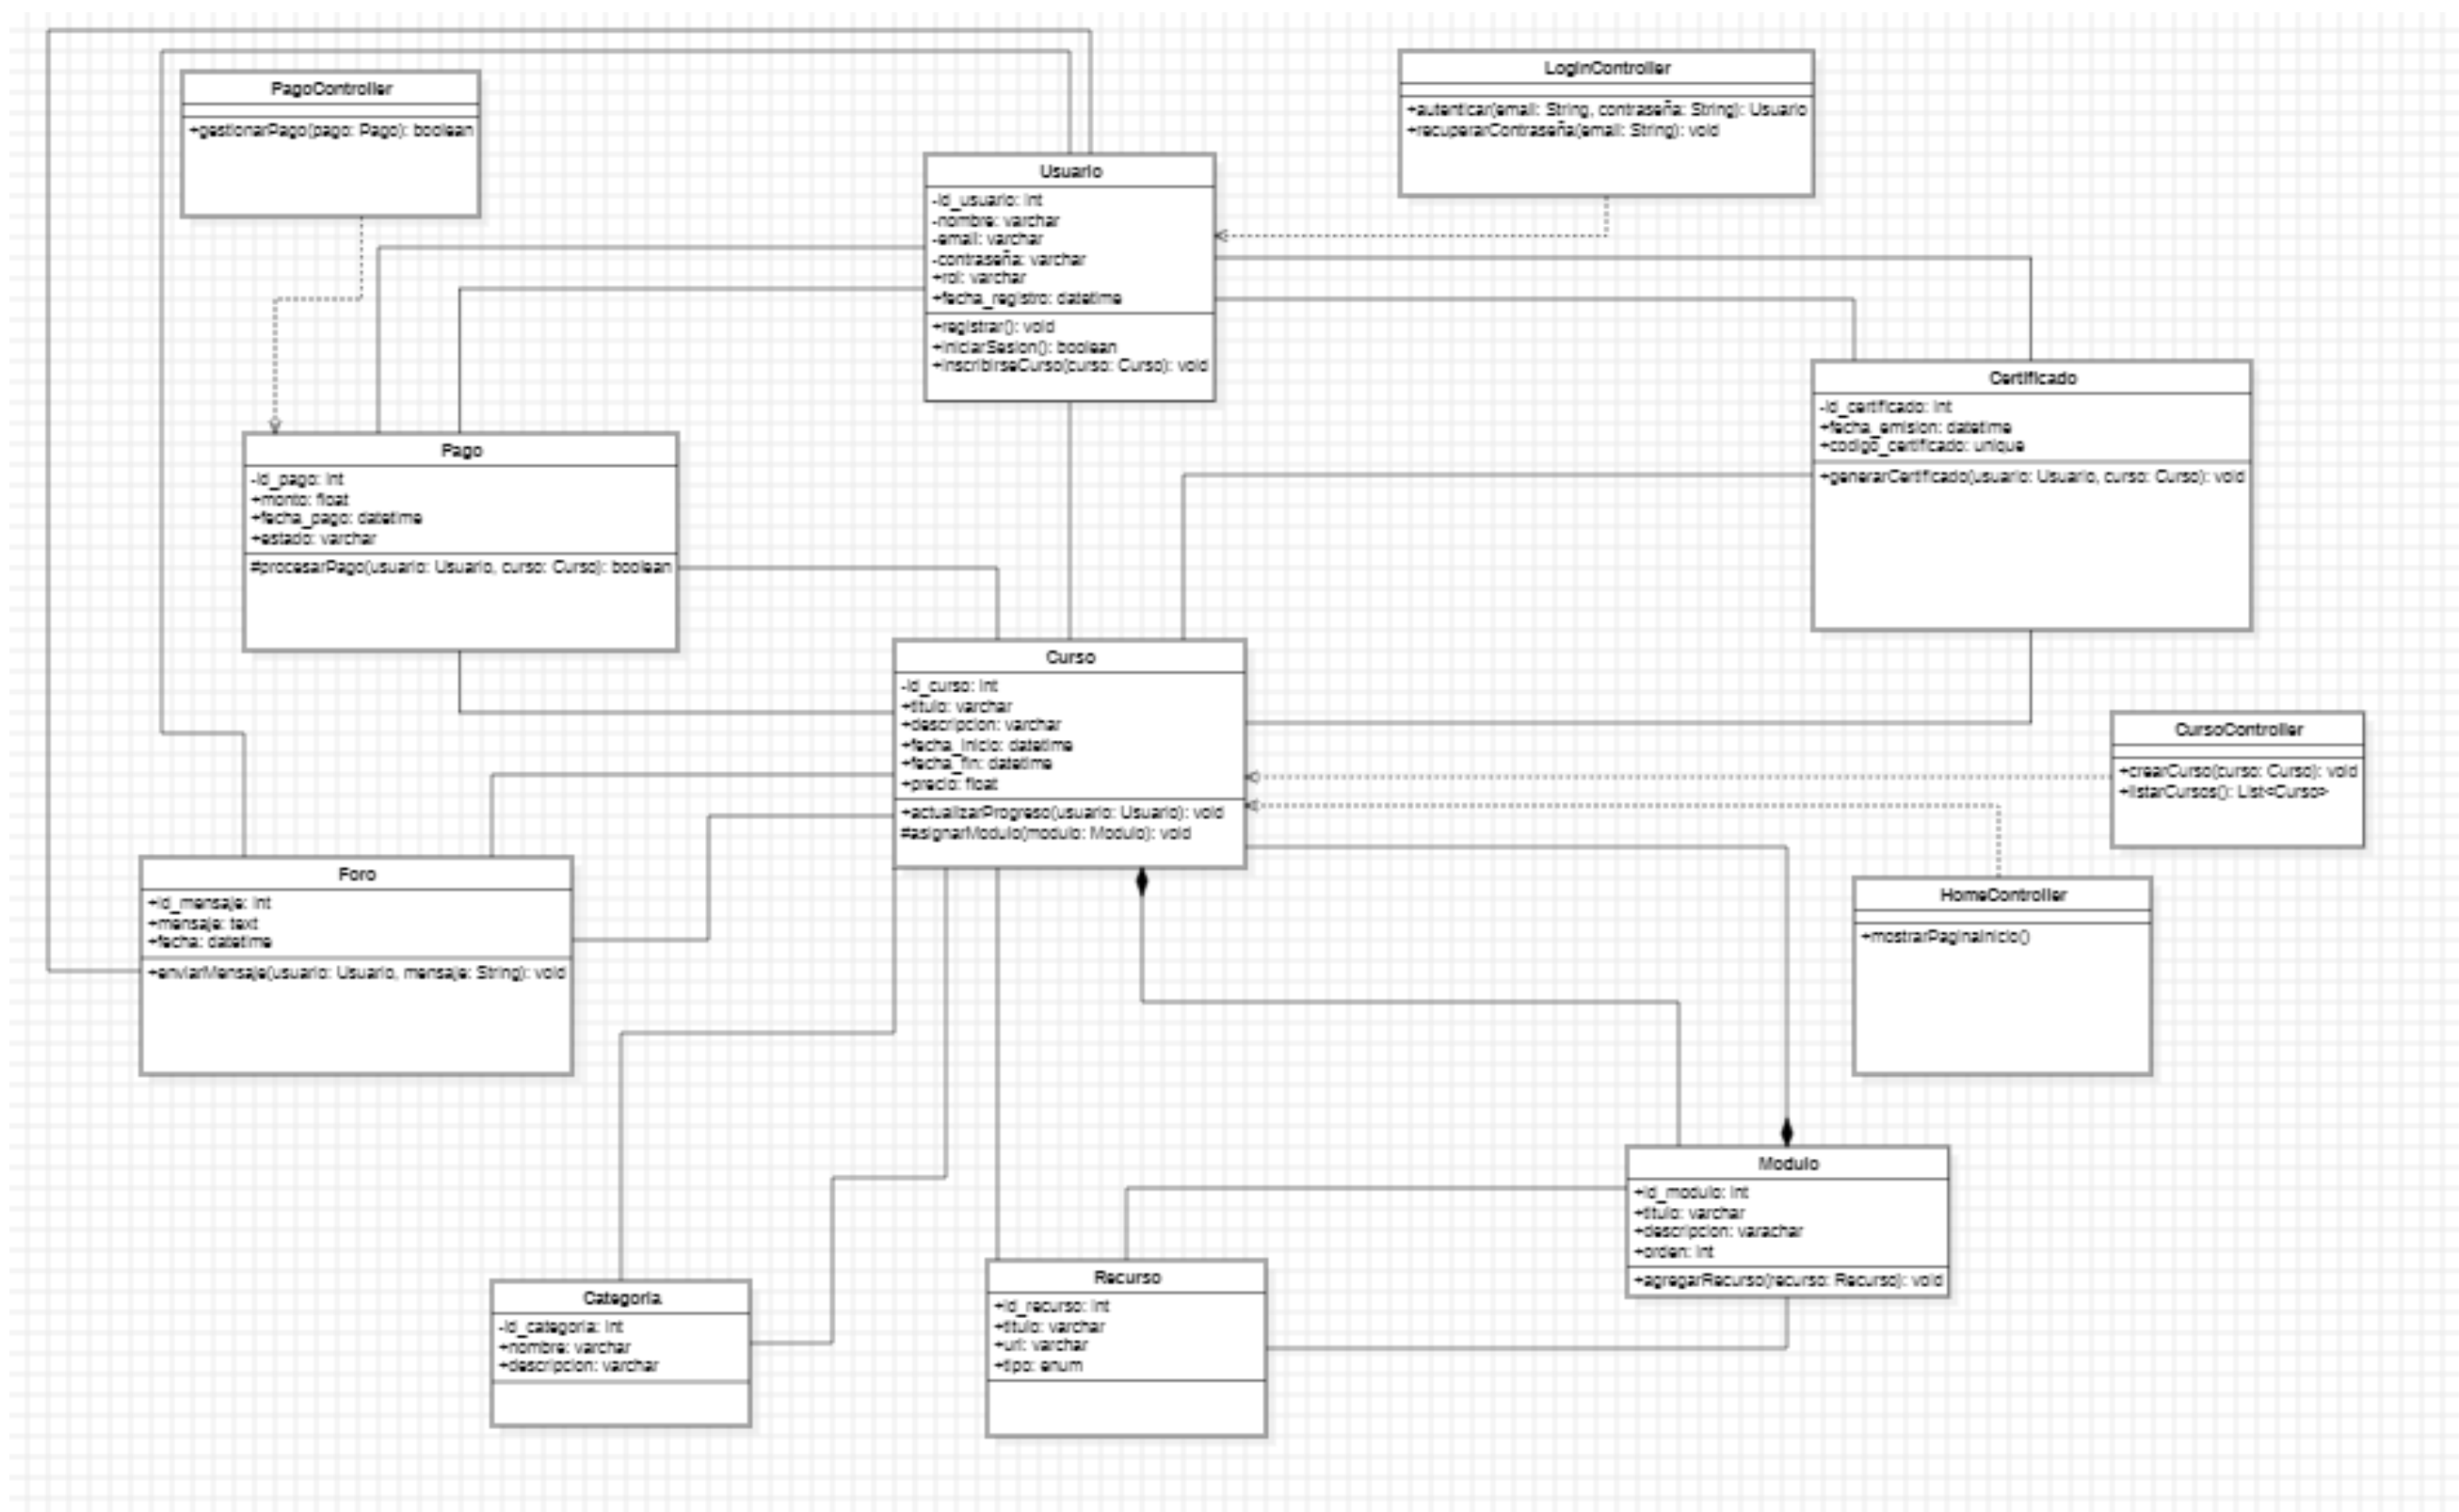 PagoController
+gestionarPago(pago: Pago): boolean
LoginController
+autenticar(email: String, contraseña: String): Usuario
+recuperarContraseña(email: String): void
Usuario
-id_usuario: int
-nombre: varchar
-email: varchar
-contraseña: varchar
+rol: varchar
+fecha_registro: datetime
+registrar(): void
+iniciarSesion(): boolean
+inscribirseCurso(curso: Curso): void
Certificado
-id_certificado: int
+fecha_emision: datetime
+codigo_certificado: unique
+generarCertificado(usuario: Usuario, curso: Curso): void
Pago
-id_pago: int
+monto: float
+fecha_pago: datetime
+estado: varchar
#procesarPago(usuario: Usuario, curso: Curso): boolean
Curso
-id_curso: int
+titulo: varchar
+descripcion: varchar
+fecha_inicio: datetime
+fecha_fin: datetime
+precio: float
+actualizarProgreso(usuario: Usuario): void
#asignarModulo(modulo: Modulo): void
CursoController
+crearCurso(curso: Curso): void
+listarCursos(): List<Curso>
Foro
+id_mensaje: int
+mensaje: text
+fecha: datetime
+enviarMensaje(usuario: Usuario, mensaje: String): void
HomeController
+mostrarPaginaInicio()
Modulo
+id_modulo: int
+titulo: varchar
+descripcion: varachar
+orden: int
+agregarRecurso(recurso: Recurso): void
Categoria
-id_categoria: int
+nombre: varchar
+descripcion: varchar
Recurso
+id_recurso: int
+titulo: varchar
+url: varchar
+tipo: enum